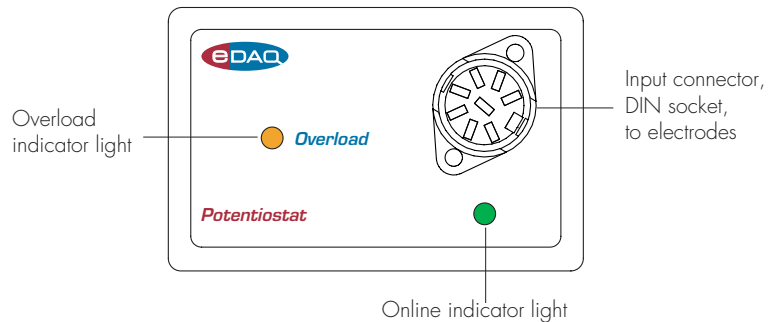 eDAQ
Overload
indicator light
Overload
Input connector,
DIN socket,
to electrodes
Potentiostat
Online indicator light